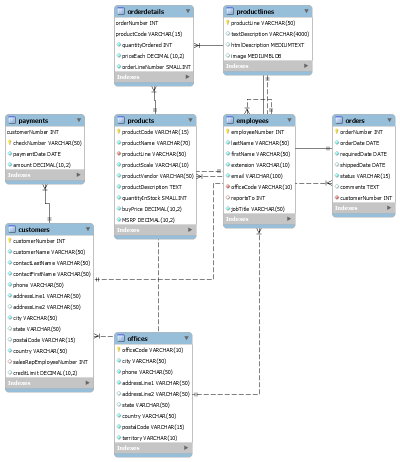 orderdetails
orderNumber INT
productCode VARCHAR(15)
quantityOrdered INT
priceEach DECIMAL(10,2)
orderLineNumber SMALLINT
Indexes
productlines
productLine VARCHAR(50)
textDescription VARCHAR(4000)
htmlDescription MEDIUMTEXT
image MEDIUMBLOB
Indexes
payments
customerNumber INT
checkNumber VARCHAR(50)
paymentDate DATE
amount DECIMAL(10,2)
Indexes
products
productCode VARCHAR(15)
productName VARCHAR(70)
productLine VARCHAR(50)
productScale VARCHAR(10)
productVendor VARCHAR(50)
productDescription TEXT
quantityInStock SMALLINT
buyPrice DECIMAL(10,2)
MSRP DECIMAL(10,2)
Indexes
employees
employeeNumber INT
lastName VARCHAR(50)
firstName VARCHAR(50)
extension VARCHAR(10)
email VARCHAR(100)
officeCode VARCHAR(10)
reportsTo INT
jobTitle VARCHAR(50)
Indexes
orders
orderNumber INT
orderDate DATE
requiredDate DATE
shippedDate DATE
status VARCHAR(15)
comments TEXT
customerNumber INT
Indexes
customers
customerNumber INT
customerName VARCHAR(50)
contactLastName VARCHAR(50)
contactFirstName VARCHAR(50)
phone VARCHAR(50)
addressLine1 VARCHAR(50)
addressLine2 VARCHAR(50)
city VARCHAR(50)
state VARCHAR(50)
postalCode VARCHAR(15)
country VARCHAR(50)
salesRepEmployeeNumber INT
creditLimit DECIMAL(10,2)
Indexes
offices
officeCode VARCHAR(10)
city VARCHAR(50)
phone VARCHAR(50)
addressLine1 VARCHAR(50)
addressLine2 VARCHAR(50)
state VARCHAR(50)
country VARCHAR(50)
postalCode VARCHAR(15)
territory VARCHAR(10)
Indexes